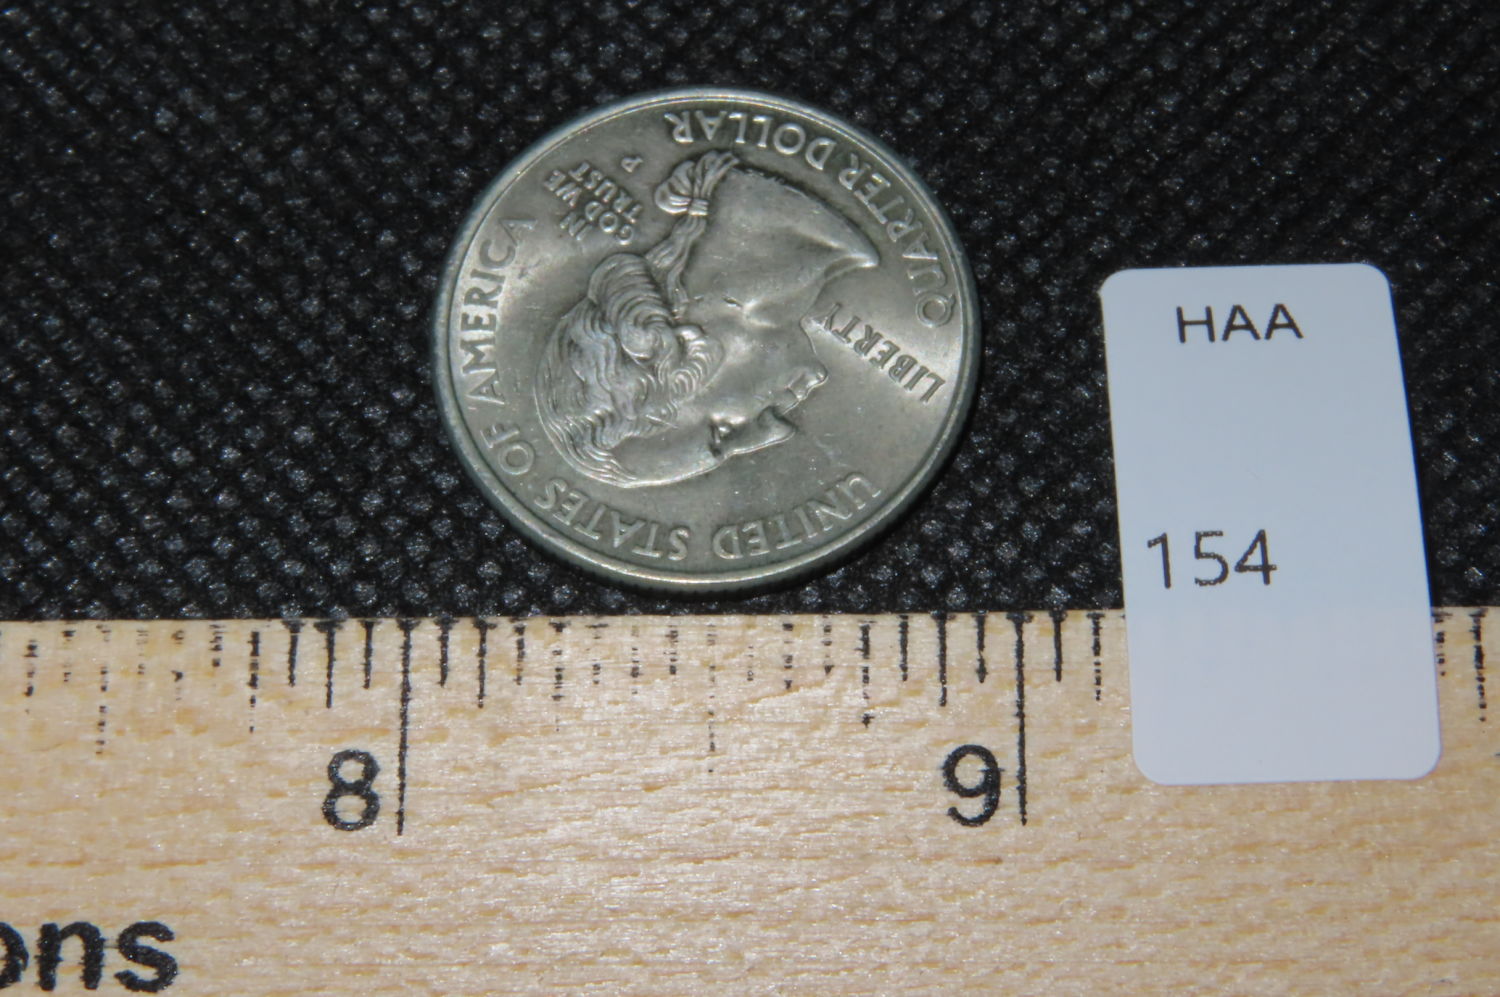 UNITED STATES OF AMERICA
LIBERTY
IN
GOD WE
TRUST
P
QUARTER DOLLAR
HAA
154
8
9
ons